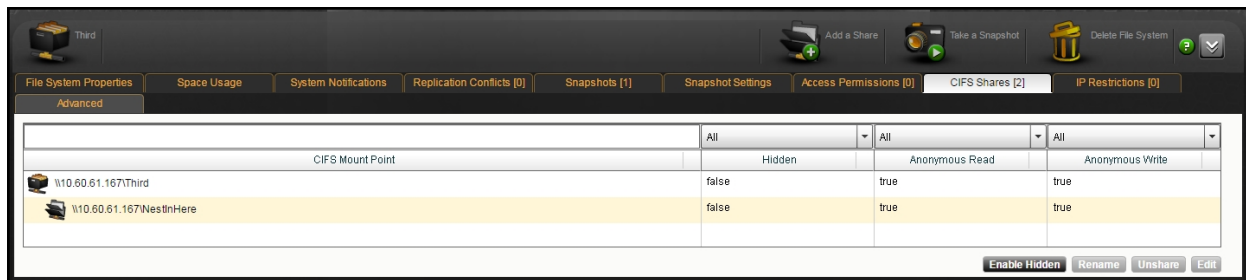 Third
Add a Share
Take a Snapshot
Delete File System
?
File System Properties
Space Usage
System Notifications
Replication Conflicts [0]
Snapshots [1]
Snapshot Settings
Access Permissions [0]
CIFS Shares [2]
IP Restrictions [0]
Advanced
All
All
All
CIFS Mount Point
Hidden
Anonymous Read
Anonymous Write
\\10.60.61.167\Third
false
true
true
\\10.60.61.167\NestInHere
false
true
true
Enable Hidden
Rename
Unshare
Edit